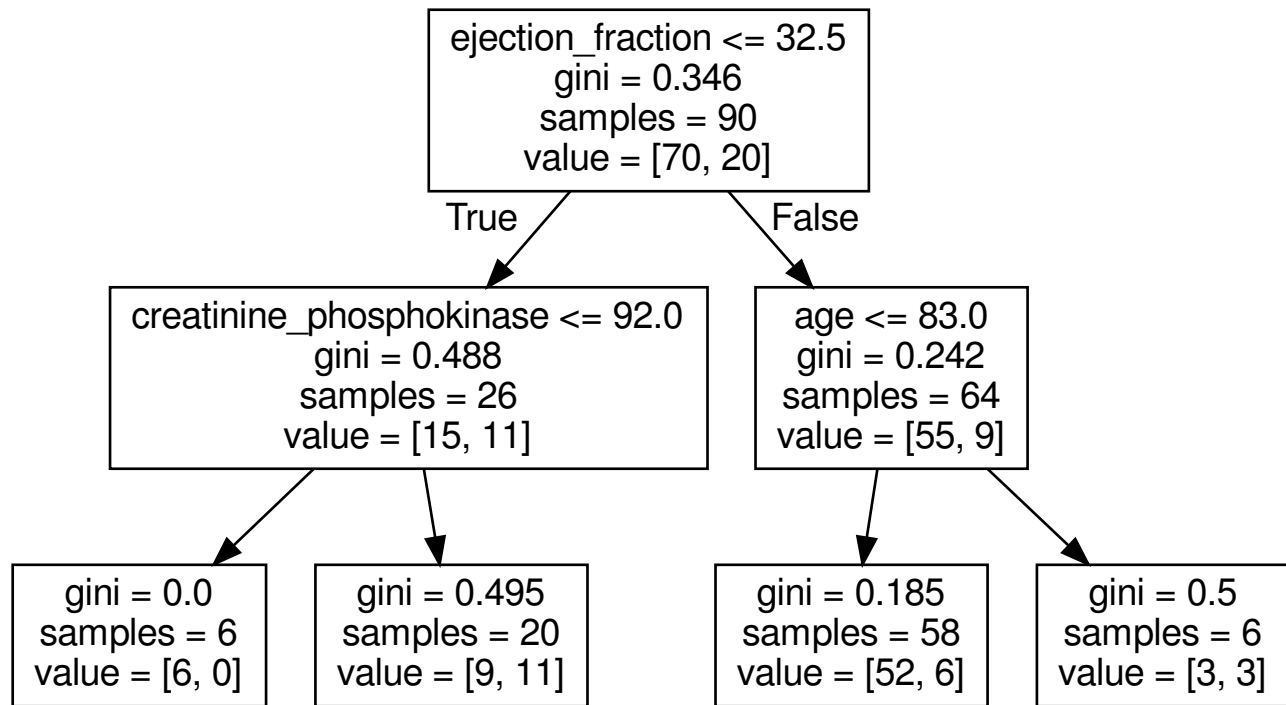 ejection_fraction <= 32.5
gini = 0.346
samples = 90
value = [70, 20]
True
False
creatinine_phosphokinase <= 92.0
gini = 0.488
samples = 26
value = [15, 11]
age <= 83.0
gini = 0.242
samples = 64
value = [55, 9]
gini = 0.0
samples = 6
value = [6, 0]
gini = 0.495
samples = 20
value = [9, 11]
gini = 0.185
samples = 58
value = [52, 6]
gini = 0.5
samples = 6
value = [3, 3]